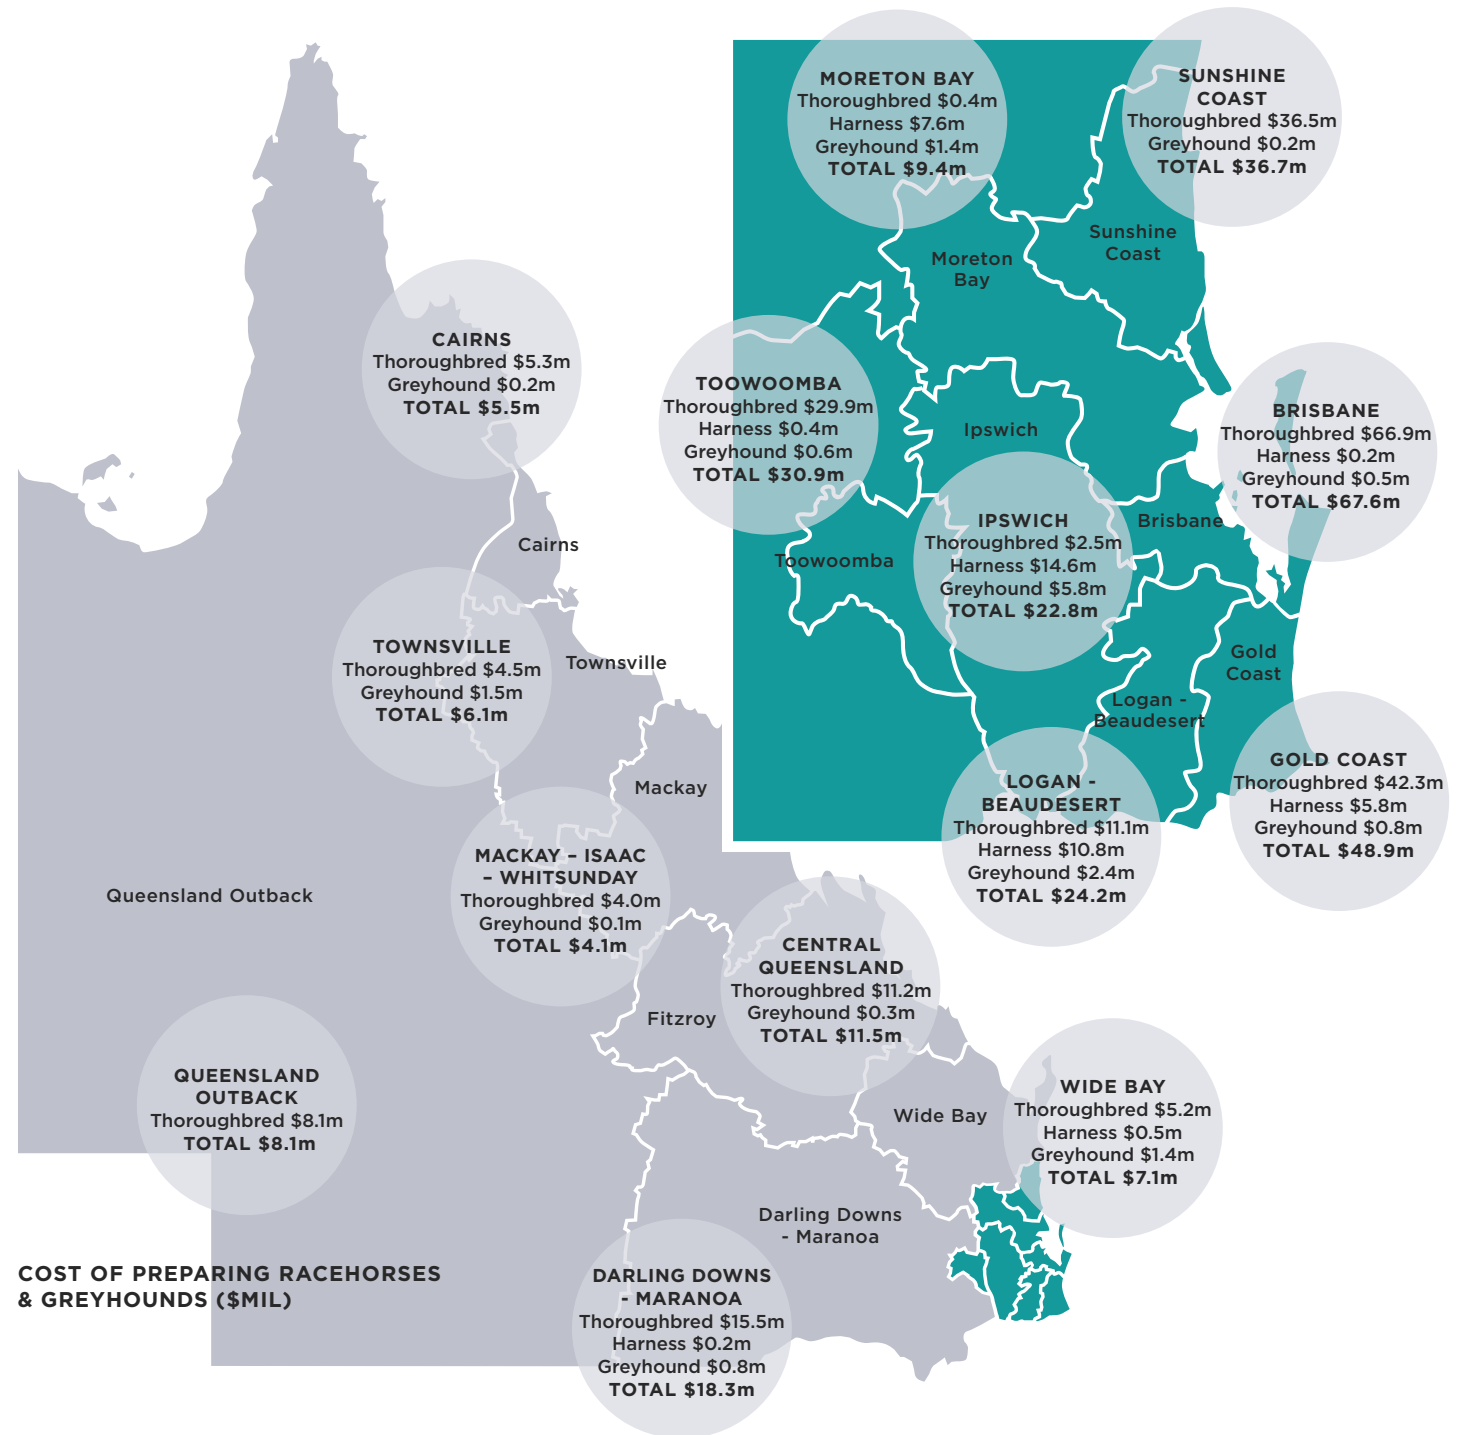 MORETON BAY
Thoroughbred $0.4m
Harness $7.6m
Greyhound $1.4m
TOTAL $9.4m
SUNSHINE
COAST
Thoroughbred $36.5m
Greyhound $0.2m
TOTAL $36.7m
Sunshine
Coast
Moreton
Bay
CAIRNS
Thoroughbred $5.3m
Greyhound $0.2m
TOTAL $5.5m
TOOWOOMBA
Thoroughbred $29.9m
Harness $0.4m
Greyhound $0.6m
TOTAL $30.9m
Ipswich
BRISBANE
Thoroughbred $66.9m
Harness $0.2m
Greyhound $0.5m
TOTAL $67.6m
IPSWICH
Thoroughbred $2.5m
Harness $14.6m
Greyhound $5.8m
TOTAL $22.8m
Brisbane
Cairns
Toowoomba
TOWNSVILLE
Thoroughbred $4.5m
Greyhound $1.5m
TOTAL $6.1m
Townsville
Gold
Coast
Logan -
Beaudesert
GOLD COAST
Thoroughbred $42.3m
Harness $5.8m
Greyhound $0.8m
TOTAL $48.9m
LOGAN -
BEAUDESERT
Thoroughbred $11.1m
Harness $10.8m
Greyhound $2.4m
TOTAL $24.2m
Mackay
MACKAY – ISAAC
– WHITSUNDAY
Thoroughbred $4.0m
Greyhound $0.1m
TOTAL $4.1m
Queensland Outback
CENTRAL
QUEENSLAND
Thoroughbred $11.2m
Greyhound $0.3m
TOTAL $11.5m
Fitzroy
QUEENSLAND
OUTBACK
Thoroughbred $8.1m
TOTAL $8.1m
WIDE BAY
Thoroughbred $5.2m
Harness $0.5m
Greyhound $1.4m
TOTAL $7.1m
Wide Bay
Darling Downs
- Maranoa
DARLING DOWNS
- MARANOA
Thoroughbred $15.5m
Harness $0.2m
Greyhound $0.8m
TOTAL $18.3m
COST OF PREPARING RACEHORSES
& GREYHOUNDS ($MIL)